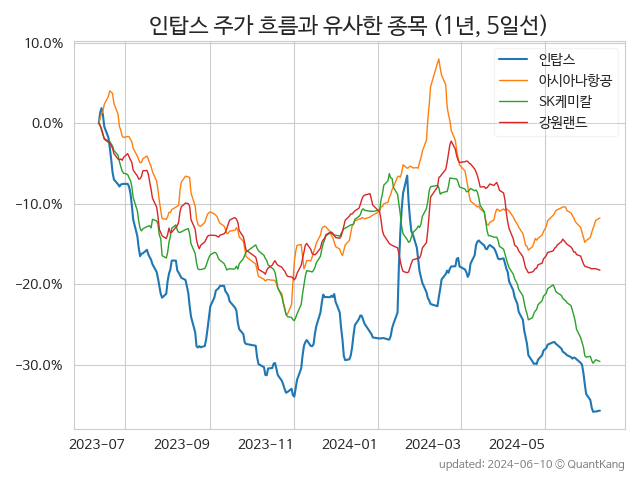 인탑스 주가 흐름과 유사한 종목 (1년, 5일선)
인탑스
아시아나항공
SK케미칼
강원랜드
10.0%
0.0%
−10.0%
−20.0%
−30.0%
2023−07
2023−09
2023−11
2024−01
2024−03
2024−05
updated: 2024-06-10 © QuantKang